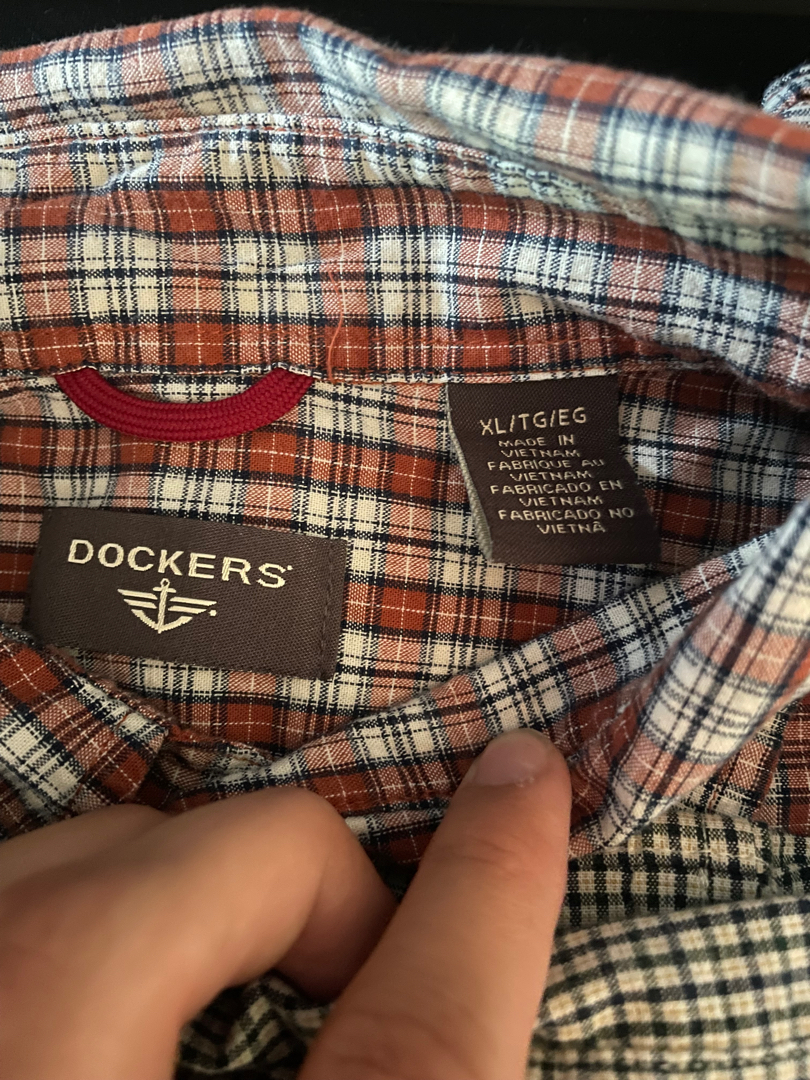 DOCKERS
XL/TG/EG
MADE IN
VIETNAM
FABRIQUE AU
VIETNAM
FABRICADO EN
VIETNAM
FABRICADO NO
VIETNÃ